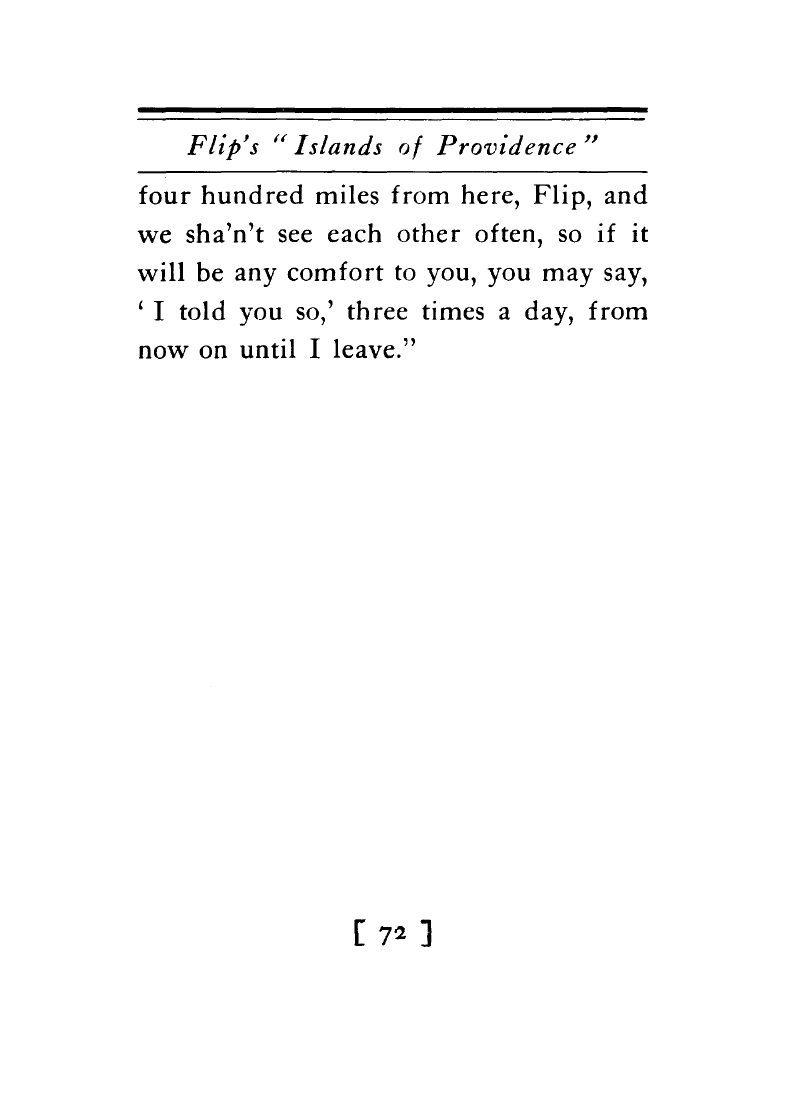 Flip's “ Islands of Providence ”
four hundred miles from here, Flip, and
we sha'n't see each other often, so if it
will be any comfort to you, you may say,
‘ I told you so,’ three times a day, from
now on until I leave.”
[ 72 ]